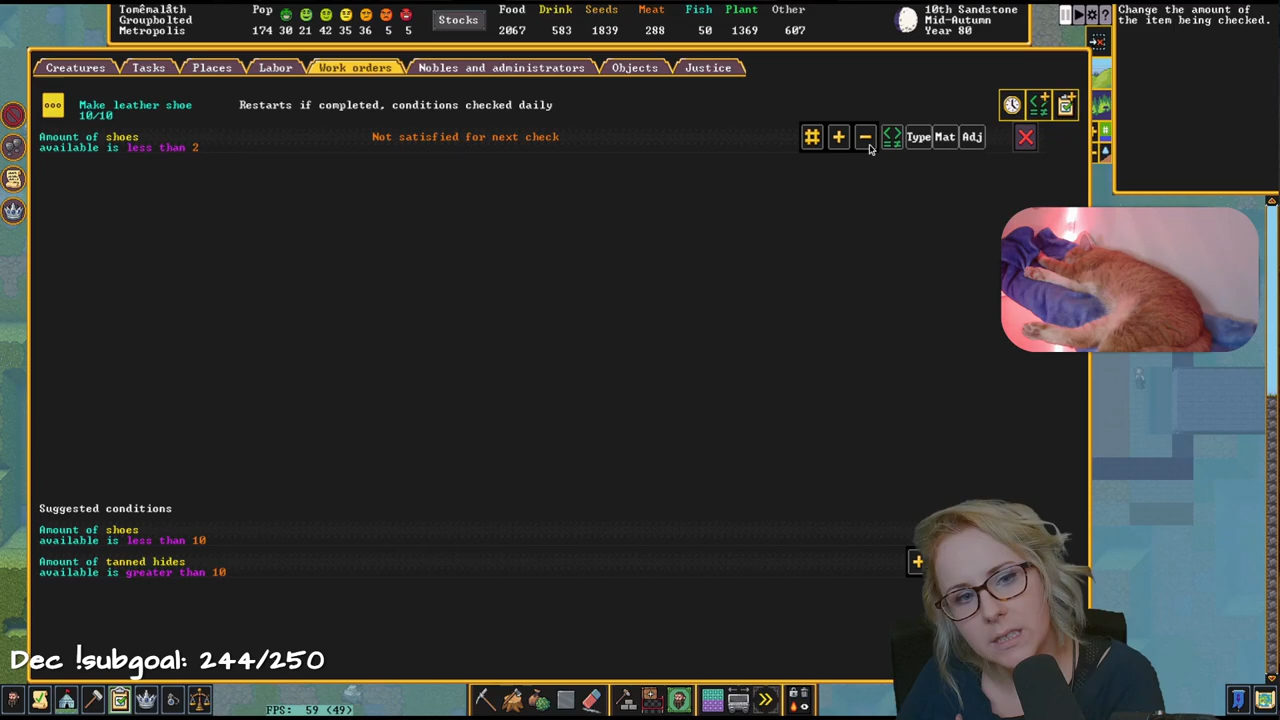 Tomêmalåth
Groupbolted
Metropolis
Pop
174 30 21 42 35 36 5 5
Stocks
Food Drink Seeds Meat Fish Plant Other
2067 583 1839 288 50 1369 607
10th Sandstone
Mid-Autumn
Year 80
Change the amount of
the item being checked.
Creatures Tasks Places Labor Work orders Nobles and administrators Objects Justice
Make leather shoe
10/10
Restarts if completed, conditions checked daily
Amount of shoes
available is less than 2
Not satisfied for next check
Type Mat Adj
Suggested conditions
Amount of shoes
available is less than 10
Amount of tanned hides
available is greater than 10
Dec !subgoal: 244/250
FPS: 59 (49)